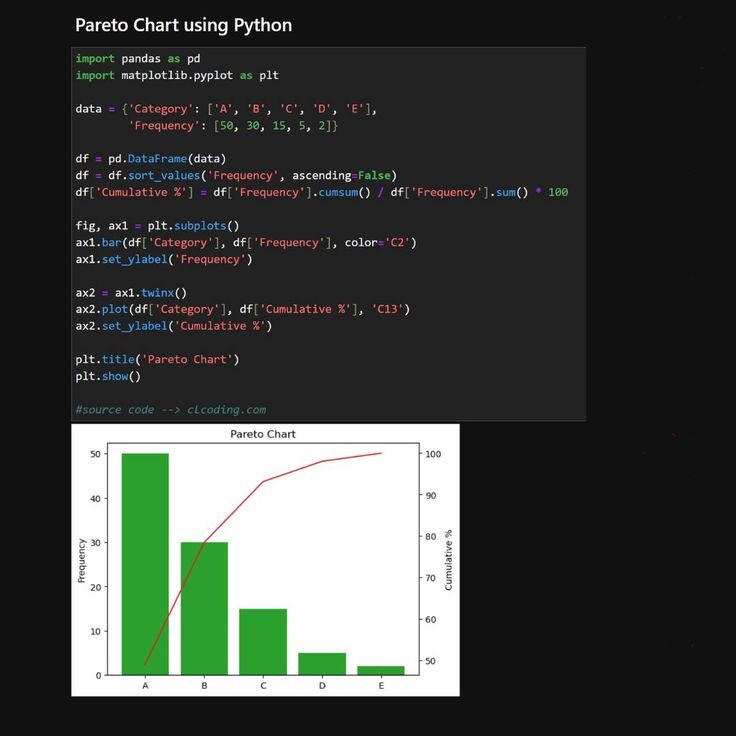 Pareto Chart using Python
import pandas as pd
import matplotlib.pyplot as plt
data = {'Category': ['A', 'B', 'C', 'D', 'E'],
        'Frequency': [50, 30, 15, 5, 2]}
df = pd.DataFrame(data)
df = df.sort_values('Frequency', ascending=False)
df['Cumulative %'] = df['Frequency'].cumsum() / df['Frequency'].sum() * 100
fig, ax1 = plt.subplots()
ax1.bar(df['Category'], df['Frequency'], color='C2')
ax1.set_ylabel('Frequency')
ax2 = ax1.twinx()
ax2.plot(df['Category'], df['Cumulative %'], 'C13')
ax2.set_ylabel('Cumulative %')
plt.title('Pareto Chart')
plt.show()
#source code --> clcoding.com
Pareto Chart
Frequency
50
40
30
20
10
0
A B C D E
100
90
80
70
60
50
Cumulative %